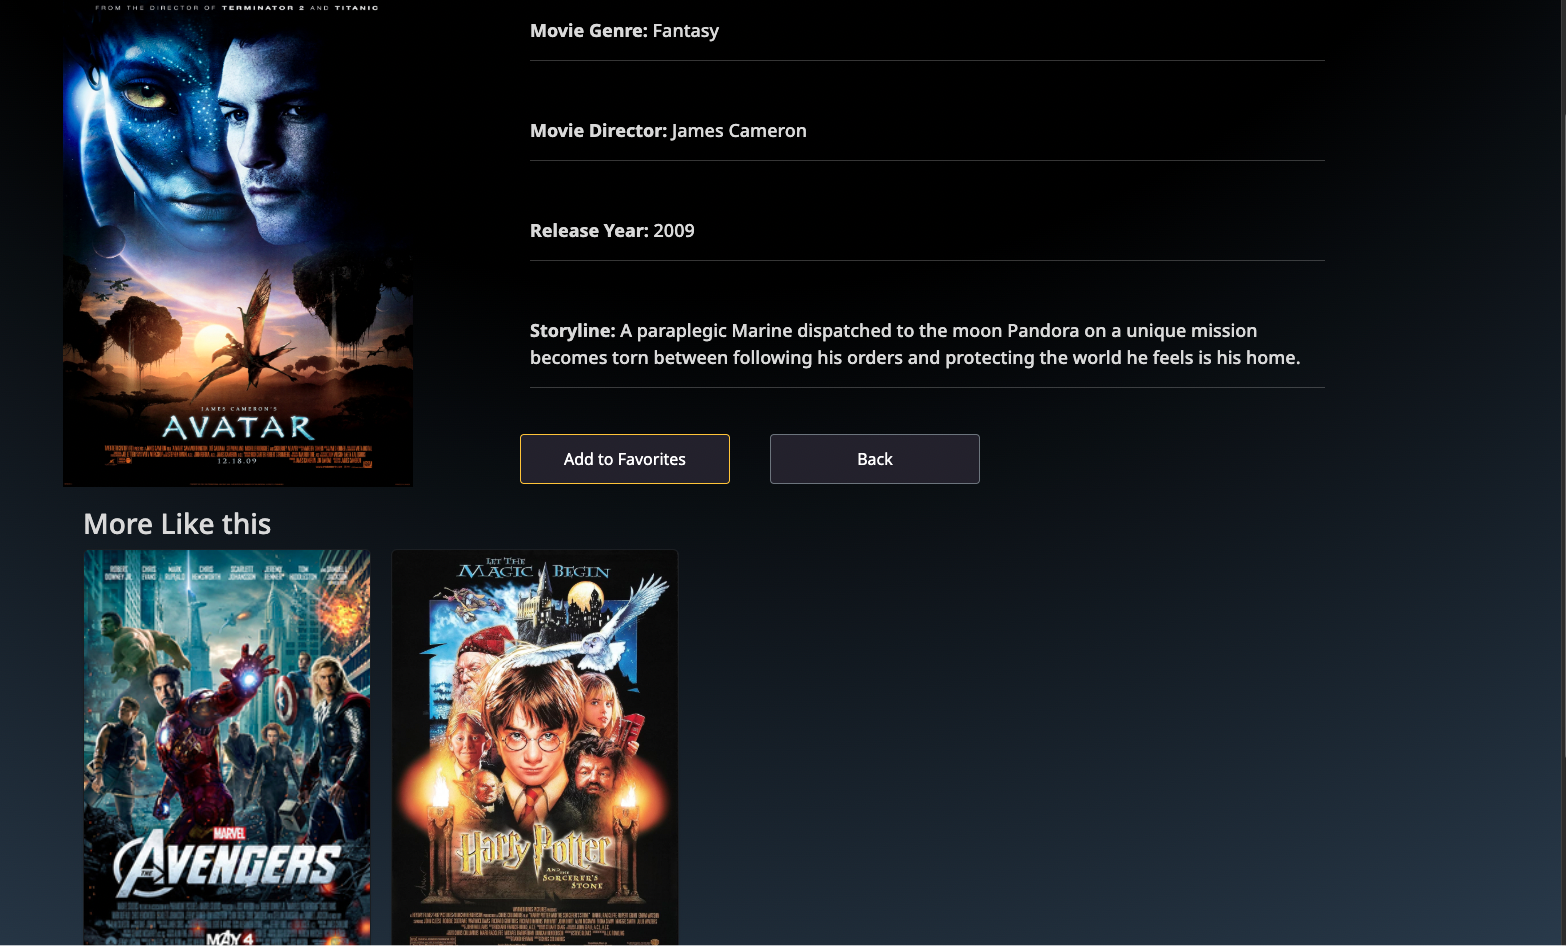 FROM THE DIRECTOR OF TERMINATOR 2 AND TITANIC
Movie Genre: Fantasy
Movie Director: James Cameron
Release Year: 2009
Storyline: A paraplegic Marine dispatched to the moon Pandora on a unique mission
becomes torn between following his orders and protecting the world he feels is his home.
JAMES CAMERON'S
AVATAR
12.18.09
Add to Favorites
Back
More Like this
ROBERT DOWNEY JR.
CHRIS EVANS
MARK RUFFALO
CHRIS HEMSWORTH
SCARLETT JOHANSSON
JEREMY RENNER
TOM HIDDLESTON
AND SAMUEL L. JACKSON
MARVEL
THE AVENGERS
MAY 4
LET THE
MAGIC BEGIN
Harry Potter
AND THE
SORCERER'S
STONE